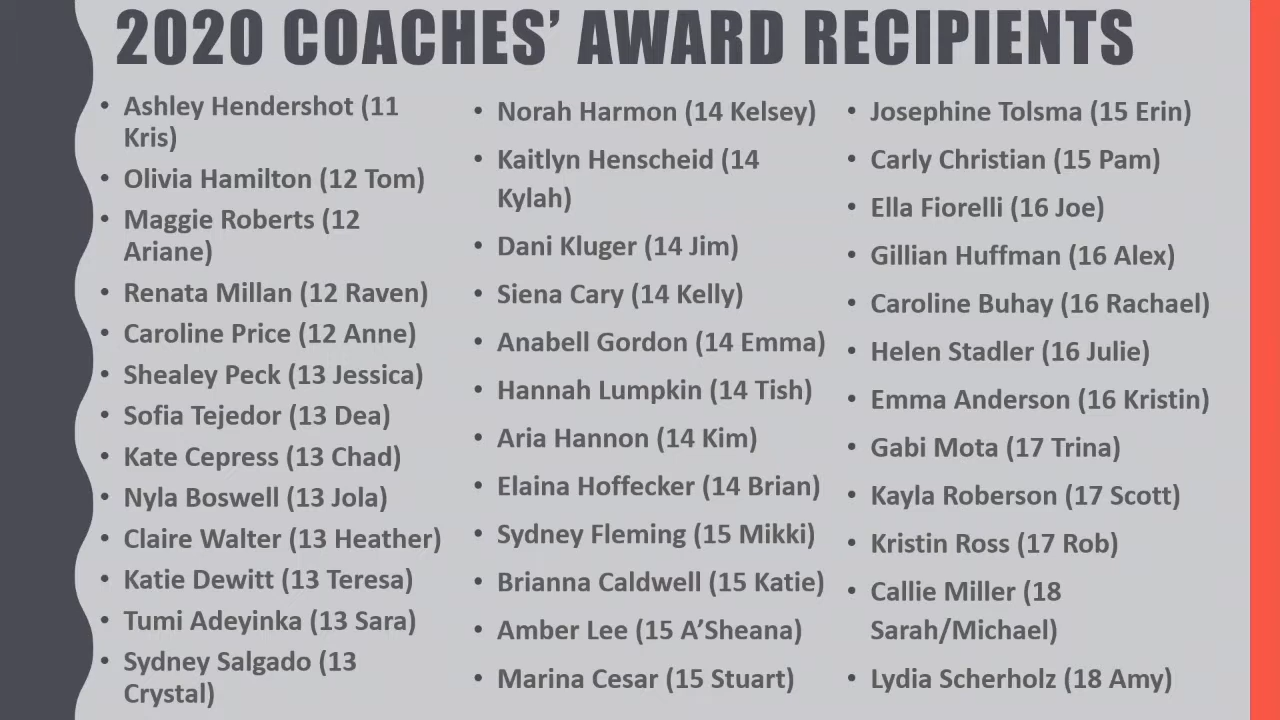 2020 COACHES’ AWARD RECIPIENTS
• Ashley Hendershot (11
Kris)
• Olivia Hamilton (12 Tom)
• Maggie Roberts (12
Ariane)
• Renata Millan (12 Raven)
• Caroline Price (12 Anne)
• Shealey Peck (13 Jessica)
• Sofia Tejedor (13 Dea)
• Kate Cepress (13 Chad)
• Nyla Boswell (13 Jola)
• Claire Walter (13 Heather)
• Katie Dewitt (13 Teresa)
• Tumi Adeyinka (13 Sara)
• Sydney Salgado (13
Crystal)
• Norah Harmon (14 Kelsey)
• Kaitlyn Henscheid (14
Kylah)
• Dani Kluger (14 Jim)
• Siena Cary (14 Kelly)
• Anabell Gordon (14 Emma)
• Hannah Lumpkin (14 Tish)
• Aria Hannon (14 Kim)
• Elaina Hoffecker (14 Brian)
• Sydney Fleming (15 Mikki)
• Brianna Caldwell (15 Katie)
• Amber Lee (15 A’Sheana)
• Marina Cesar (15 Stuart)
• Josephine Tolsma (15 Erin)
• Carly Christian (15 Pam)
• Ella Fiorelli (16 Joe)
• Gillian Huffman (16 Alex)
• Caroline Buhay (16 Rachael)
• Helen Stadler (16 Julie)
• Emma Anderson (16 Kristin)
• Gabi Mota (17 Trina)
• Kayla Roberson (17 Scott)
• Kristin Ross (17 Rob)
• Callie Miller (18
Sarah/Michael)
• Lydia Scherholz (18 Amy)